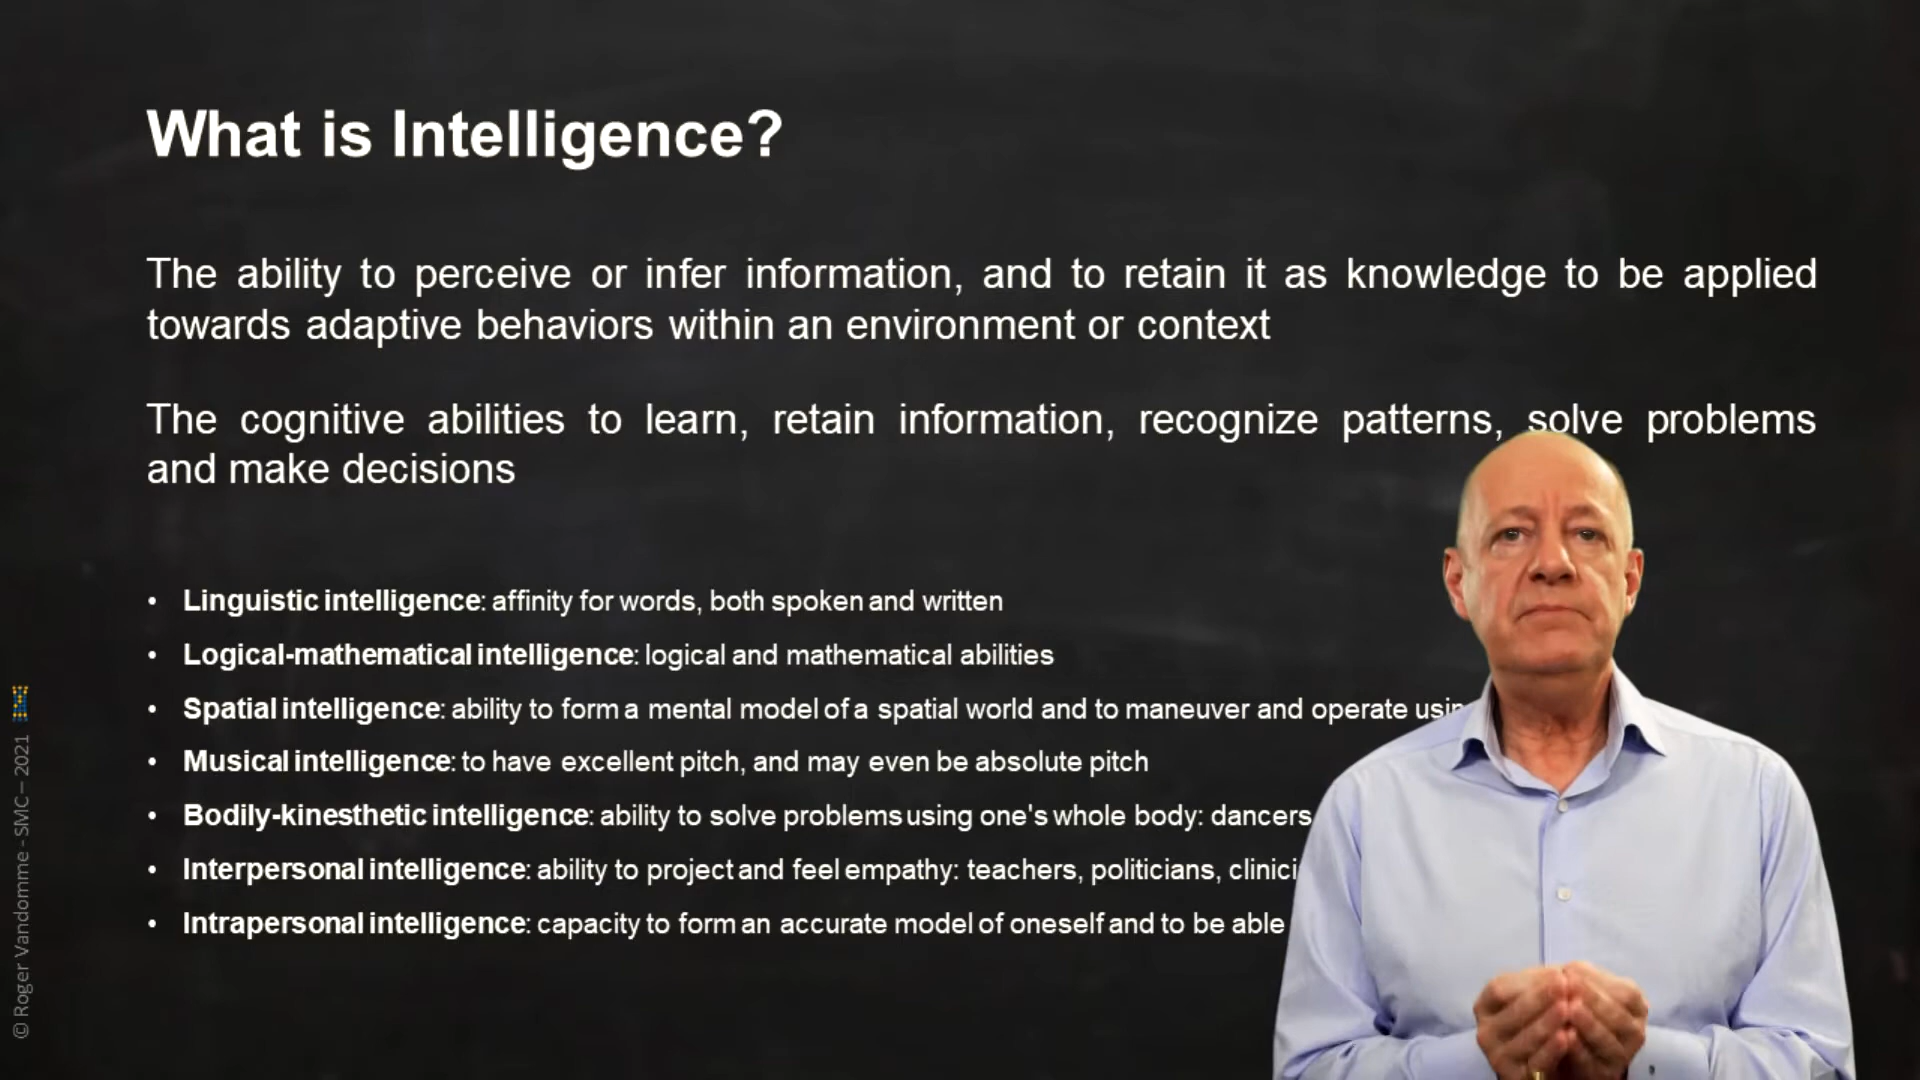 What is Intelligence?
The ability to perceive or infer information, and to retain it as knowledge to be applied
towards adaptive behaviors within an environment or context
The cognitive abilities to learn, retain information, recognize patterns, solve problems
and make decisions
• Linguistic intelligence: affinity for words, both spoken and written
• Logical-mathematical intelligence: logical and mathematical abilities
• Spatial intelligence: ability to form a mental model of a spatial world and to maneuver and operate
• Musical intelligence: to have excellent pitch, and may even be absolute pitch
• Bodily-kinesthetic intelligence: ability to solve problems using one's whole body: dancers
• Interpersonal intelligence: ability to project and feel empathy: teachers, politicians,
• Intrapersonal intelligence: capacity to form an accurate model of oneself and to be able
© Roger Vandomme - SMC – 2021